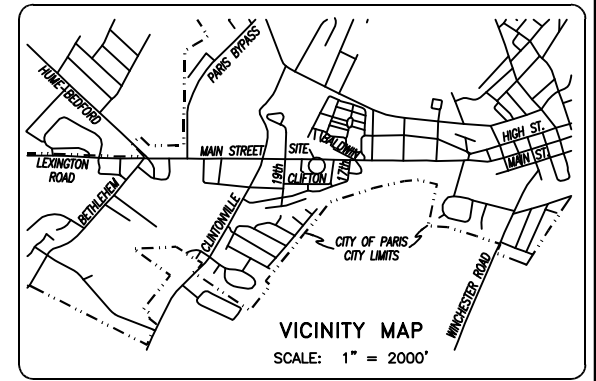 HUME-BEDFORD
PARIS BYPASS
LEXINGTON
ROAD
MAIN STREET
SITE
BALDWIN
HIGH ST.
MAIN ST.
19th
CLIFTON
17th
BETHLEHEM
CLINTONVILLE
CITY OF PARIS
CITY LIMITS
WINCHESTER ROAD
VICINITY MAP
SCALE: 1" = 2000'